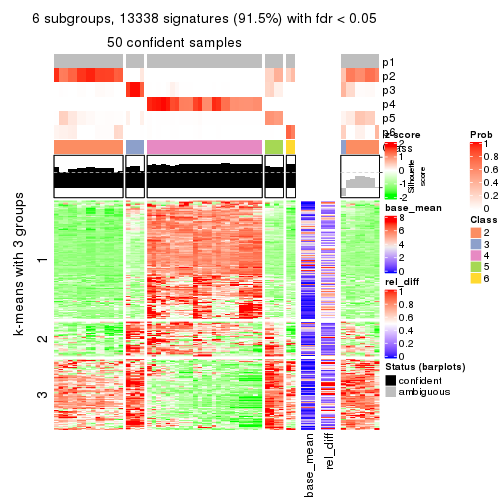 6 subgroups, 13338 signatures (91.5%) with fdr < 0.05
50 confident samples
p1
p2
p3
p4
p5
p6
Class
Silhouette
score
z-score
2
1
0
-1
-2
base_mean
8
6
4
2
0
rel_diff
1
0.8
0.6
0.4
0.2
0
Status (barplots)
confident
ambiguous
Prob
1
0.8
0.6
0.4
0.2
0
Class
2
3
4
5
6
k-means with 3 groups
1
2
3
base_mean
rel_diff